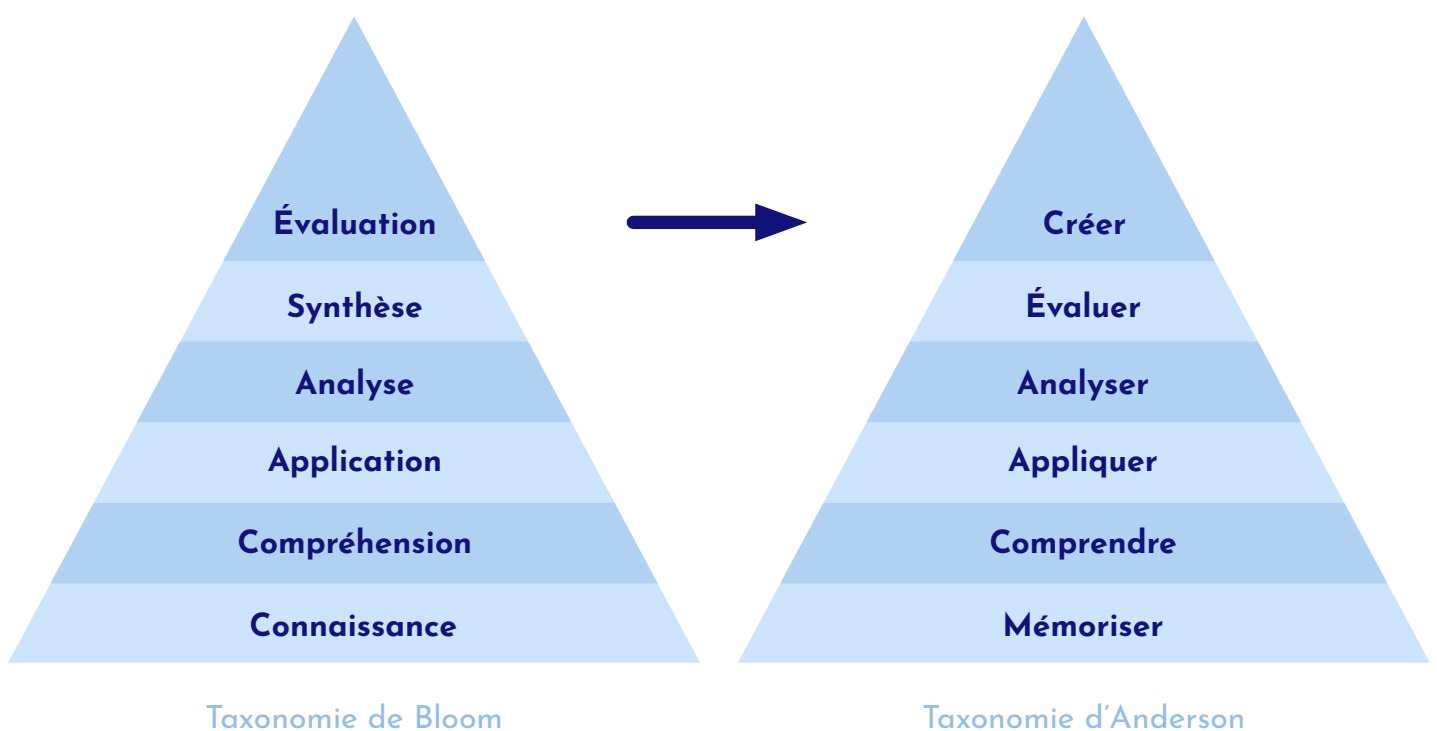 Évaluation
Synthèse
Analyse
Application
Compréhension
Connaissance
Taxonomie de Bloom
Créer
Évaluer
Analyser
Appliquer
Comprendre
Mémoriser
Taxonomie d'Anderson